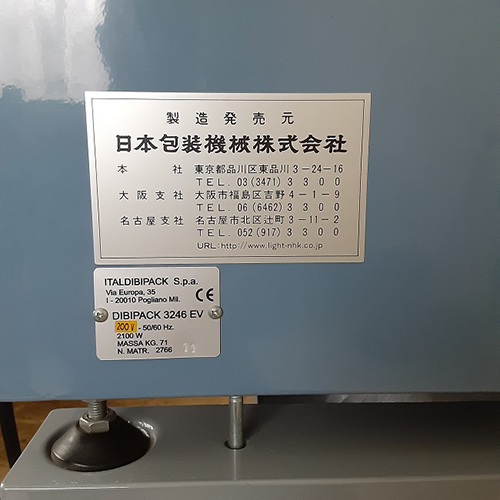 製造発売元
日本包装機械株式会社
本社 東京都品川区東品川3-24-16
TEL. 03(3471)3300
大阪支社 大阪市福島区吉野4-1-9
TEL. 06(6462)3300
名古屋支社 名古屋市北区辻町3-11-2
TEL. 052(917)3300
URL:http://www.light-nhk.co.jp
ITALDIBIPACK S.p.a.
Via Europa, 35
I - 20010 Pogliano Mil.
CE
DIBIPACK 3246 EV
200V - 50/60 Hz.
2100 W
MASSA KG. 71
N. MATR. 2766